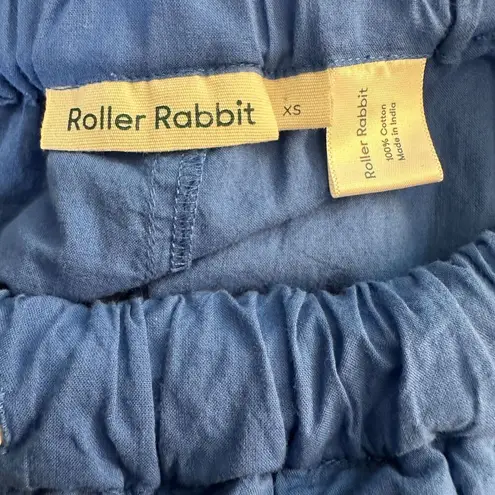 Roller Rabbit
XS
Roller Rabbit
100% Cotton
Made in India